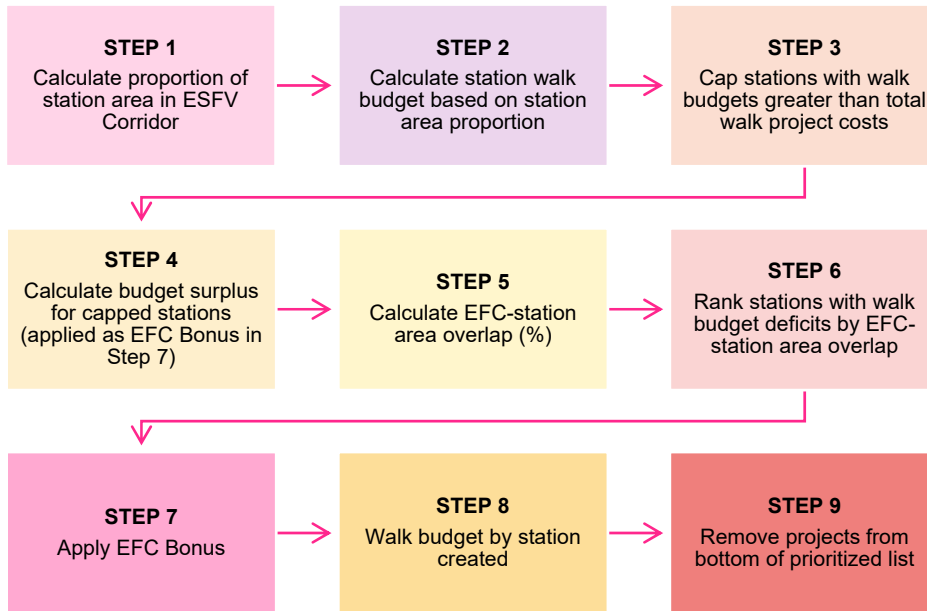 STEP 1
Calculate proportion of
station area in ESFV
Corridor
STEP 2
Calculate station walk
budget based on station
area proportion
STEP 3
Cap stations with walk
budgets greater than total
walk project costs
STEP 4
Calculate budget surplus
for capped stations
(applied as EFC Bonus in
Step 7)
STEP 5
Calculate EFC-station
area overlap (%)
STEP 6
Rank stations with walk
budget deficits by EFC-
station area overlap
STEP 7
Apply EFC Bonus
STEP 8
Walk budget by station
created
STEP 9
Remove projects from
bottom of prioritized list